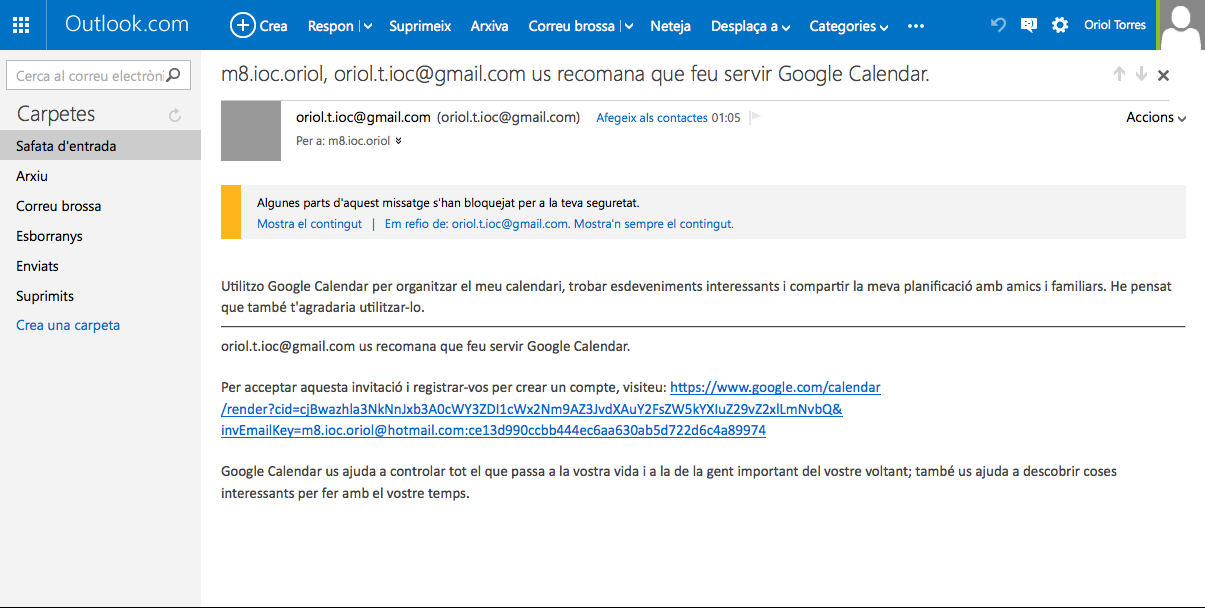 Outlook.com
Crea
Respon
Suprimeix
Arxiva
Correu brossa
Neteja
Desplaça a
Categories
Oriol Torres
Cerca al correu electròni
Carpetes
Safata d'entrada
Arxiu
Correu brossa
Esborranys
Enviats
Suprimits
Crea una carpeta
m8.ioc.oriol, oriol.t.ioc@gmail.com us recomana que feu servir Google Calendar.
oriol.t.ioc@gmail.com (oriol.t.ioc@gmail.com) Afegeix als contactes 01:05
Accions
Per a: m8.ioc.oriol
Algunes parts d'aquest missatge s'han bloquejat per a la teva seguretat.
Mostra el contingut | Em refio de: oriol.t.ioc@gmail.com. Mostra'n sempre el contingut.
Utilitzo Google Calendar per organitzar el meu calendari, trobar esdeveniments interessants i compartir la meva planificació amb amics i familiars. He pensat
que també t'agradaria utilitzar-lo.
oriol.t.ioc@gmail.com us recomana que feu servir Google Calendar.
Per acceptar aquesta invitació i registrar-vos per crear un compte, visiteu: https://www.google.com/calendar
/render?cid=cjBwazhla3NkNnJxb3A0cWY3ZDI1cWx2Nm9AZ3JvdXAuY2FsZW5kYXIuZ29vZ2xlLmNvbQ&
invEmailKey=m8.ioc.oriol@hotmail.com:ce13d990ccbb444ec6aa630ab5d722d6c4a89974
Google Calendar us ajuda a controlar tot el que passa a la vostra vida i a la de la gent important del vostre voltant; també us ajuda a descobrir coses
interessants per fer amb el vostre temps.